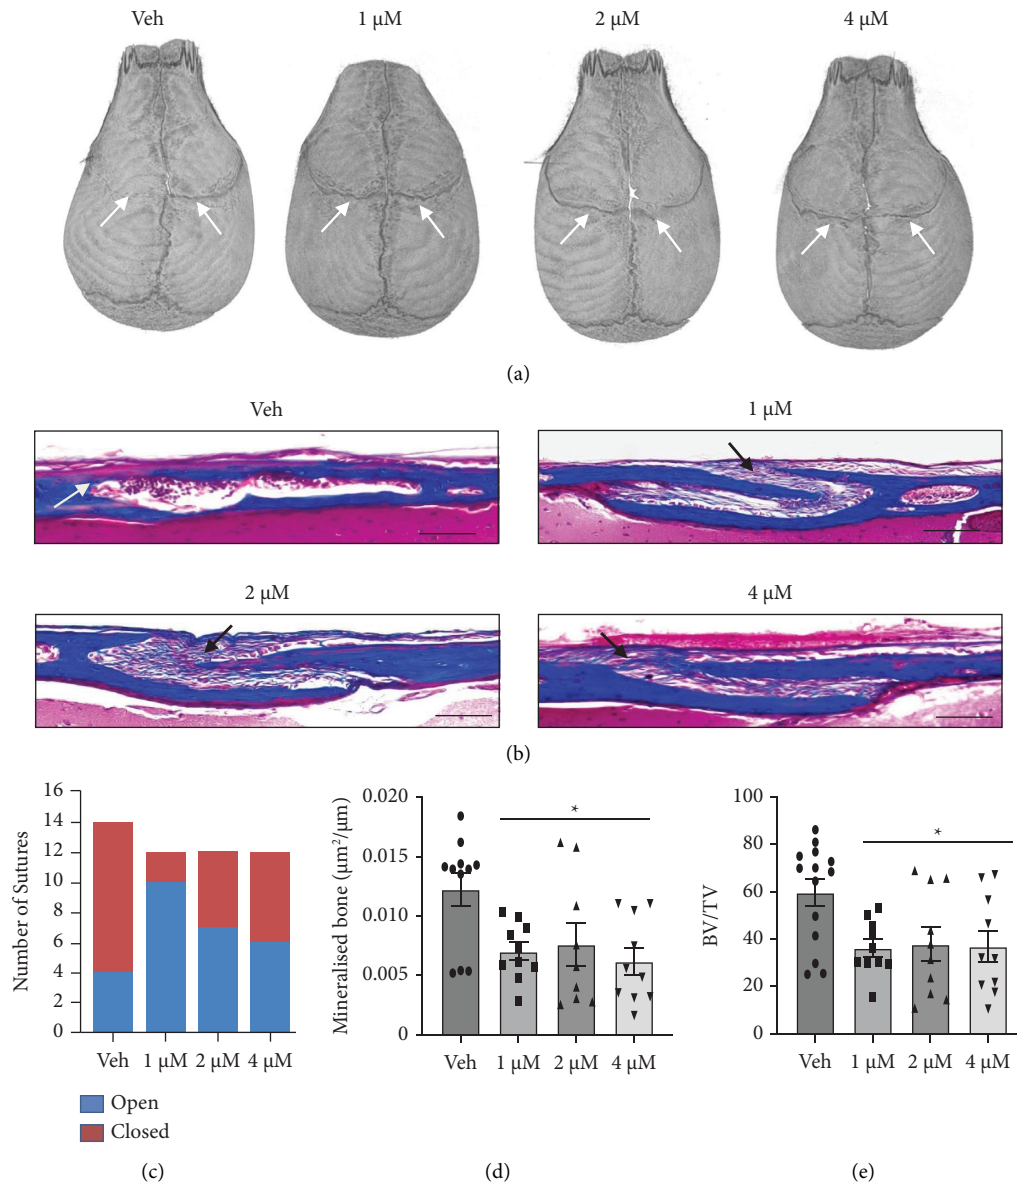 Veh 1 μM 2 μM 4 μM
(a)
Veh 1 μM
2 μM 4 μM
(b)
Number of Sutures
16
14
12
10
8
6
4
2
0
Veh 1 μM 2 μM 4 μM
Open
Closed
(c)
Mineralised bone (μm²/μm)
0.020
0.015
0.010
0.005
0
*
Veh 1 μM 2 μM 4 μM
(d)
BV/TV
100
80
60
40
20
0
*
Veh 1 μM 2 μM 4 μM
(e)